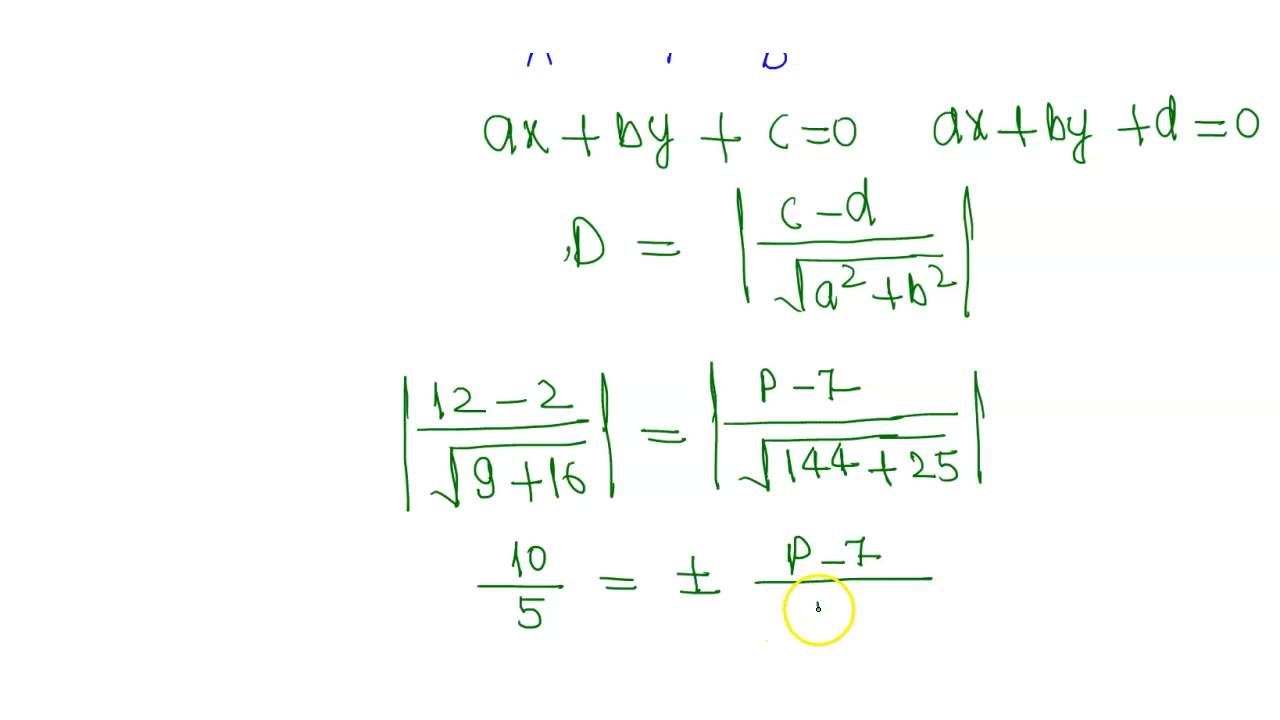 ax + by + c = 0 ax + by + d = 0
D = | (c - d) / √(a² + b²) |
| (12 - 2) / √(9 + 16) | = | (P - 7) / √(144 + 25) |
10 / 5 = ± (P - 7) /